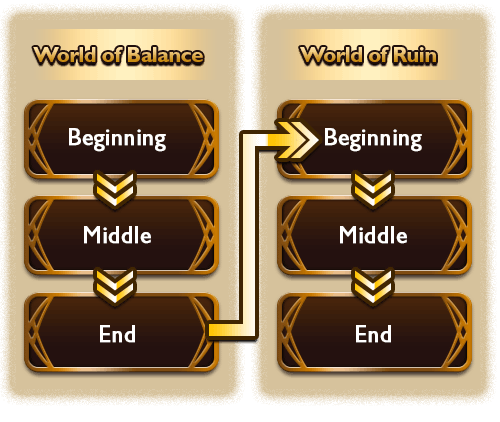 World of Balance
Beginning
Middle
End
World of Ruin
Beginning
Middle
End